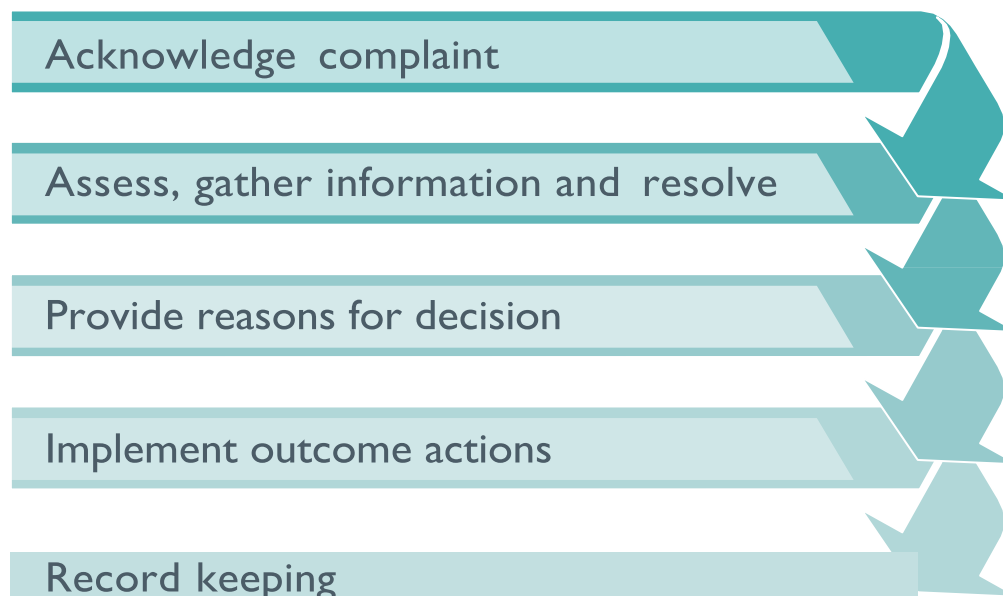 Acknowledge complaint
Assess, gather information and resolve
Provide reasons for decision
Implement outcome actions
Record keeping